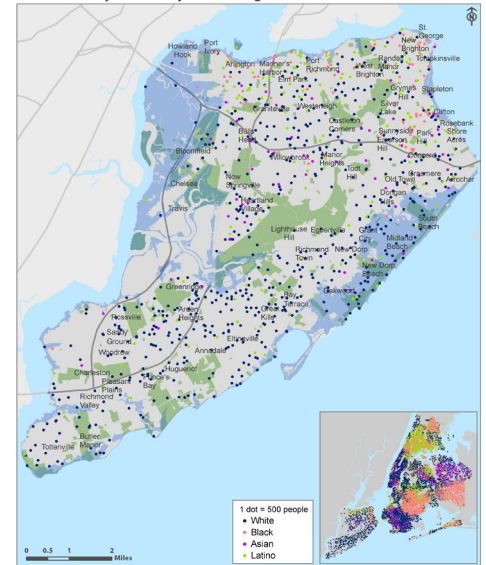 St.
George
Howland
Hook
Port
Ivory
New
Brighton
Arlington
Mariner's
Harbor
Port
Richmond
Randall
Manor
Tompkinsville
Elm Park
West
Brighton
Grymes
Hill
Stapleton
Silver
Lake
Graniteville
Westerleigh
Clifton
Castleton
Corners
Rosebank
Shore
Acres
Bulls
Head
Sunnyside
Emerson
Hill
Park
Hill
Bloomfield
Willowbrook
Manor
Heights
Concord
Todt
Hill
Grasmere
Chelsea
New
Springville
Old Town
Arrochar
Dongan
Hills
Heartland
Village
Travis
South
Beach
Lighthouse
Hill
Egbertville
Grant
City
Midland
Beach
Richmond
Town
New Dorp
New Dorp
Beach
Greenridge
Oakwood
Bay
Terrace
Rossville
Arden
Heights
Great
Kills
Sandy
Ground
Eltingville
Woodrow
Annadale
Charleston
Huguenot
Pleasant
Plains
Prince's
Bay
Richmond
Valley
Butler
Manor
Tottenville
1 dot = 500 people
White
Black
Asian
Latino
0 0.5 1 2
Miles